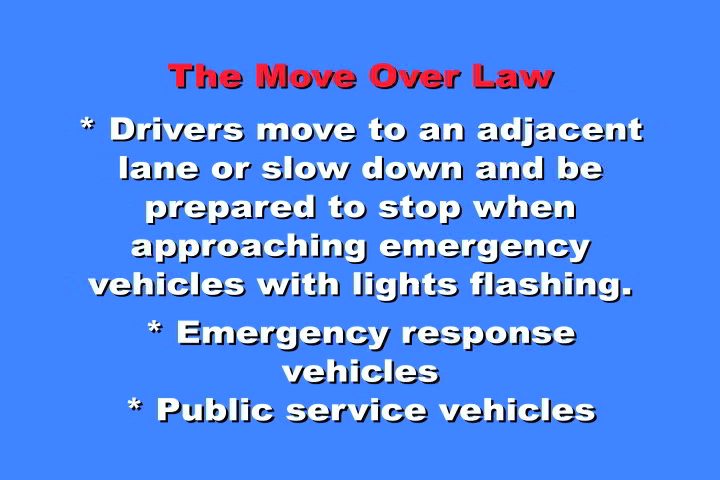 The Move Over Law
* Drivers move to an adjacent
lane or slow down and be
prepared to stop when
approaching emergency
vehicles with lights flashing.
* Emergency response
vehicles
* Public service vehicles